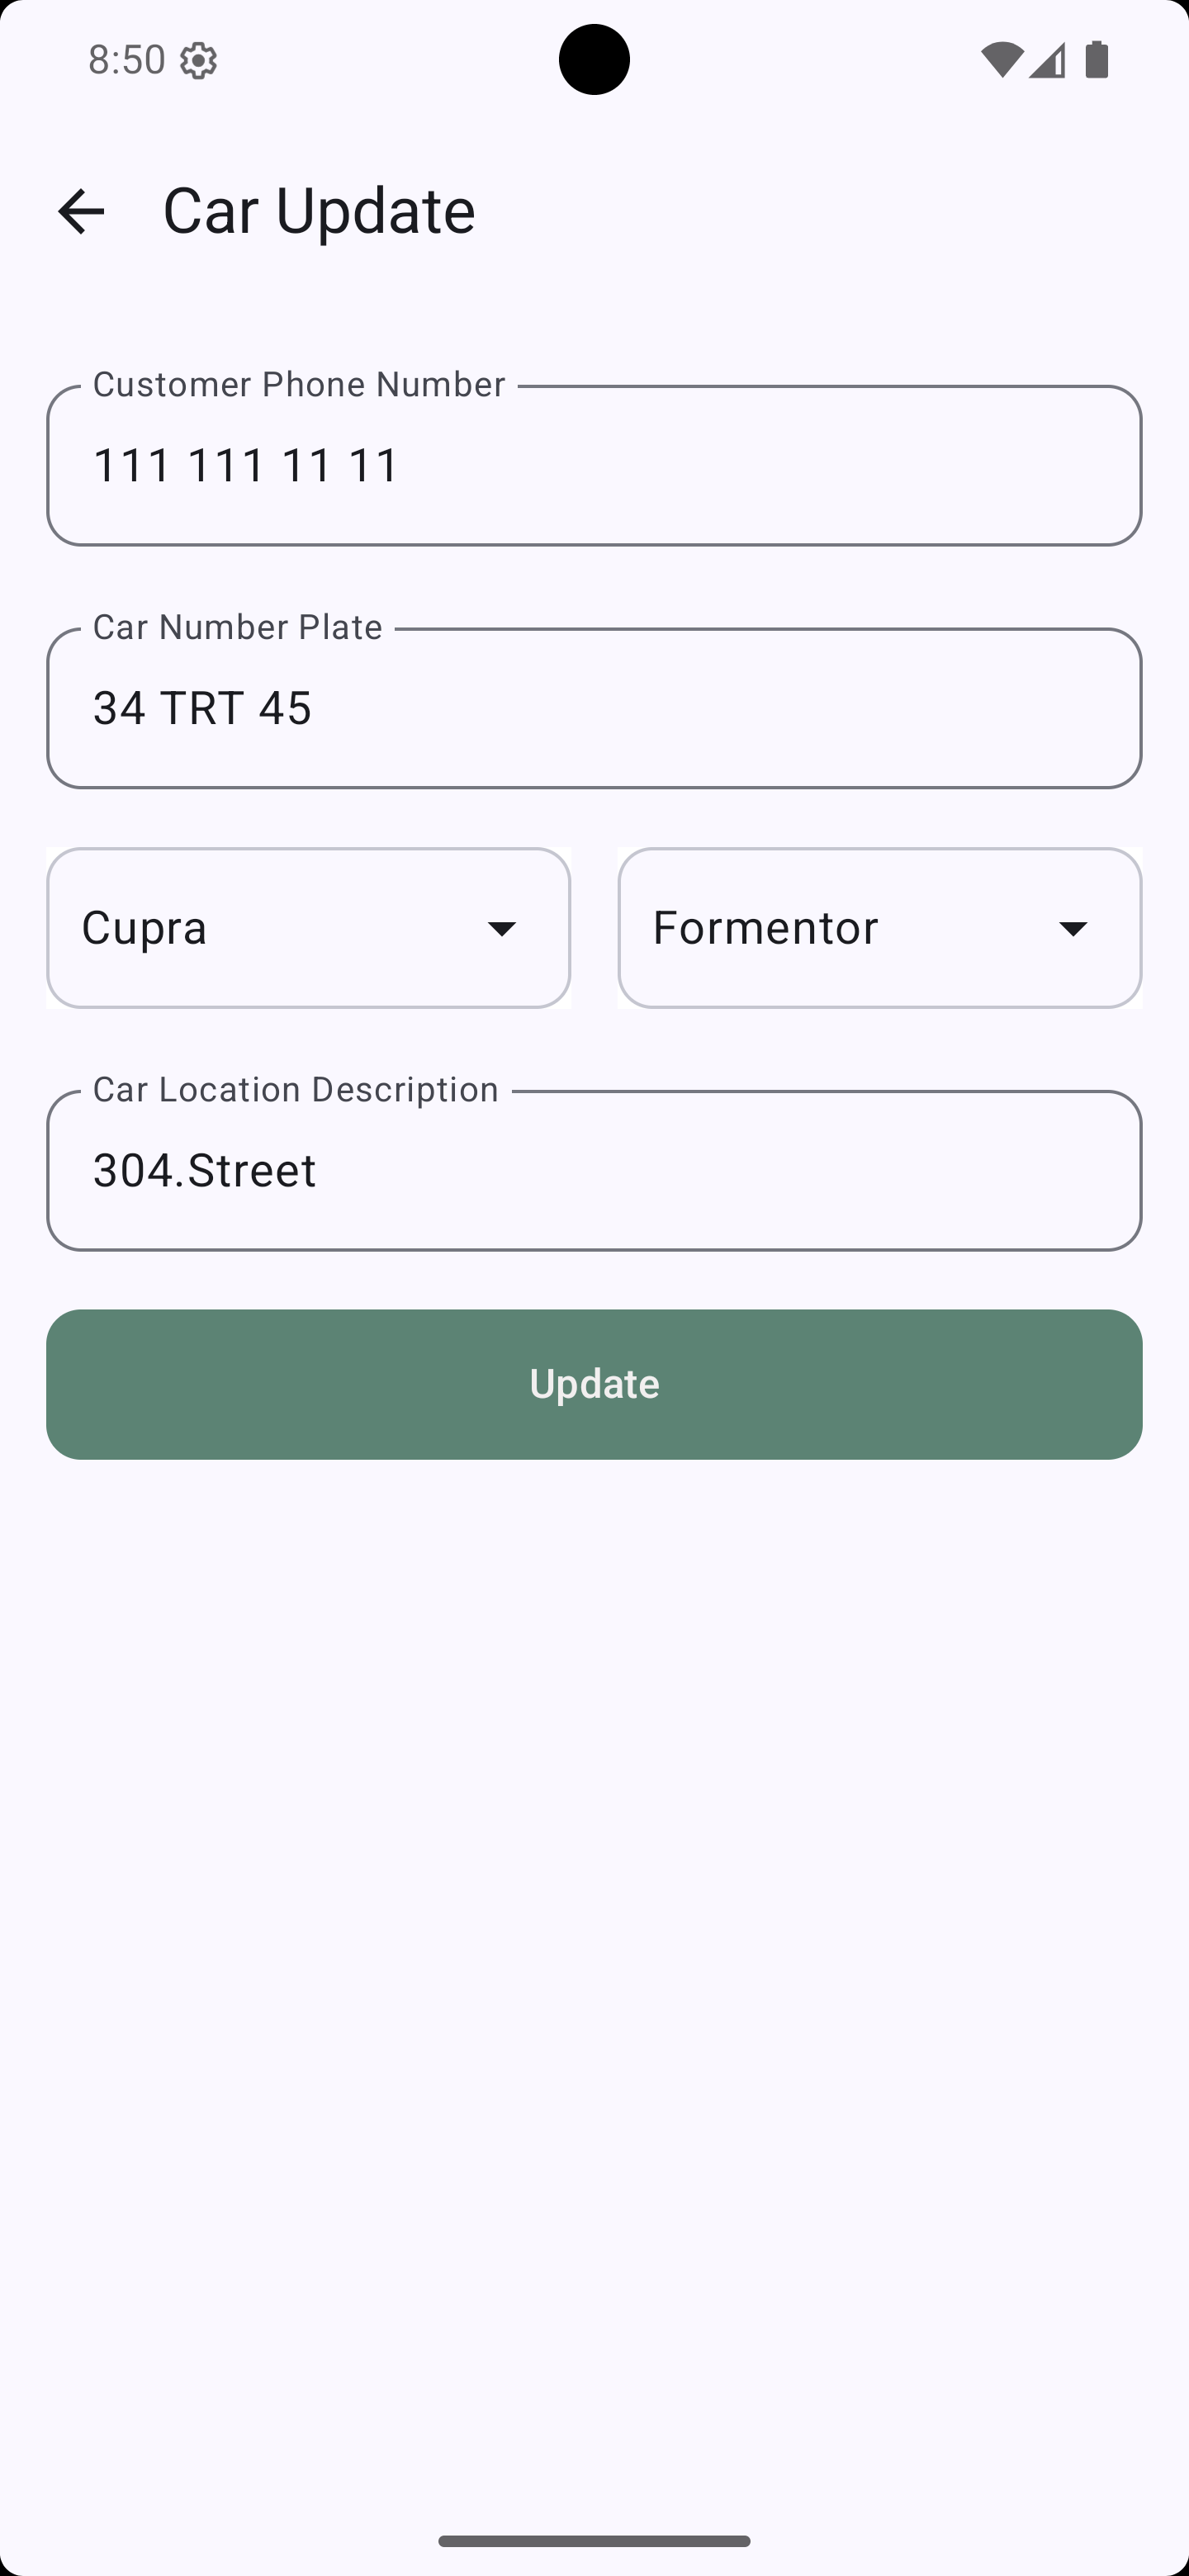 8:50
Car Update
Customer Phone Number
111 111 11 11
Car Number Plate
34 TRT 45
Cupra
Formentor
Car Location Description
304.Street
Update